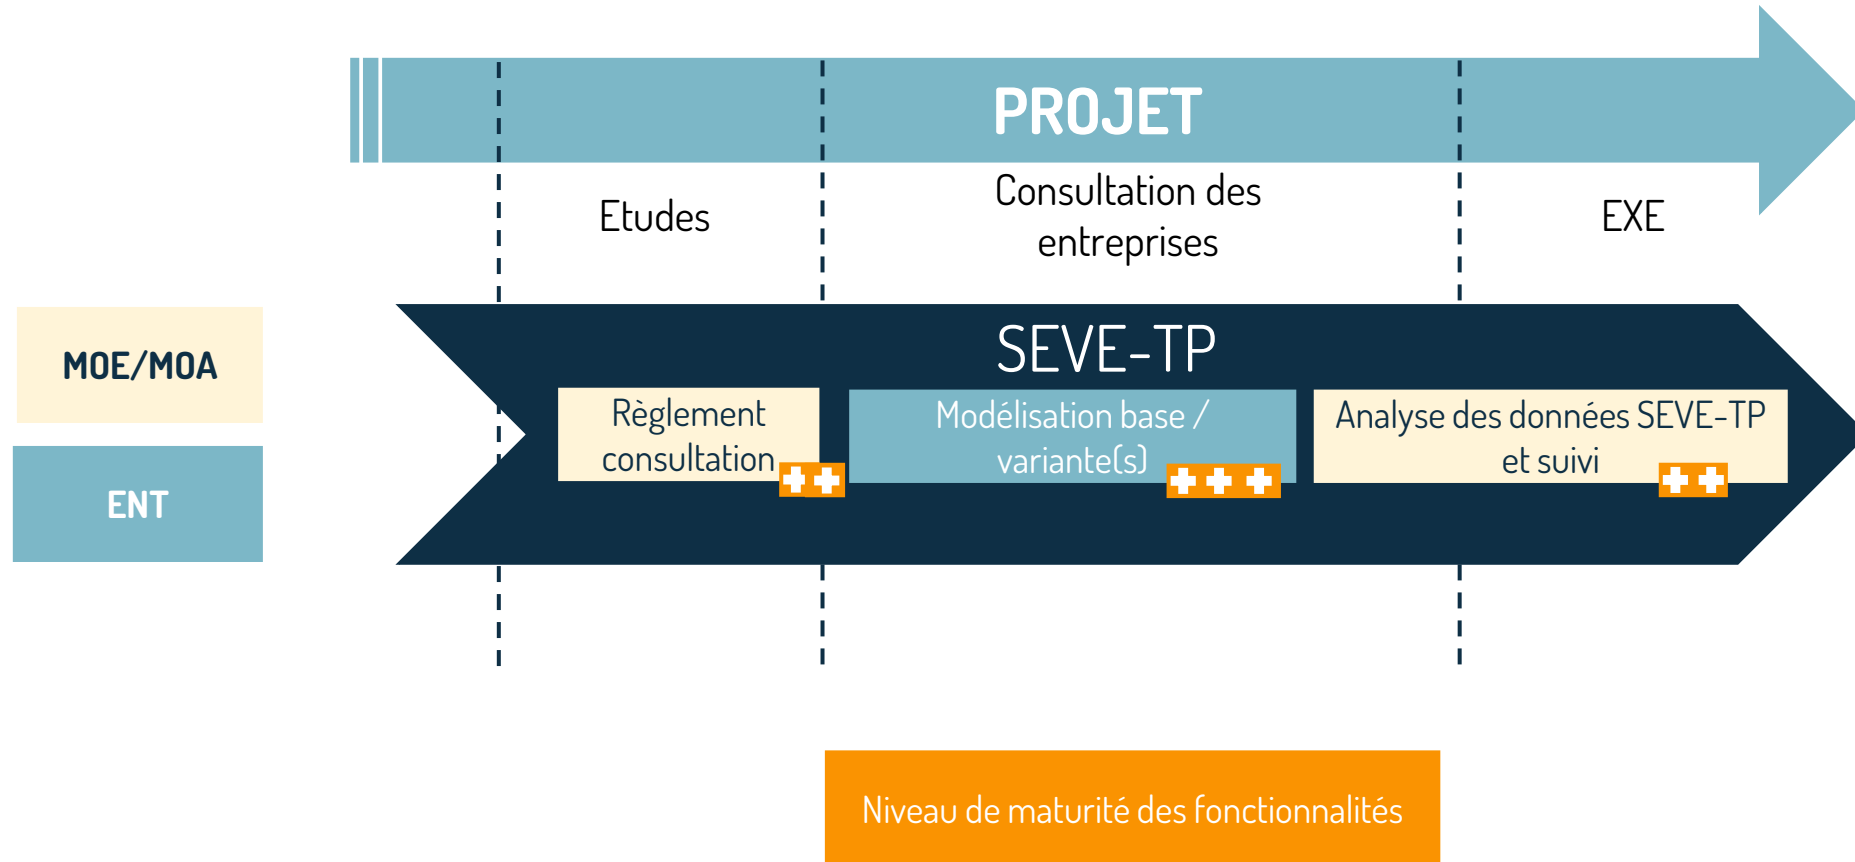 PROJET
Etudes
Consultation des
entreprises
EXE
MOE/MOA
ENT
SEVE-TP
Règlement
consultation
Modélisation base /
variante(s)
Analyse des données SEVE-TP
et suivi
Niveau de maturité des fonctionnalités